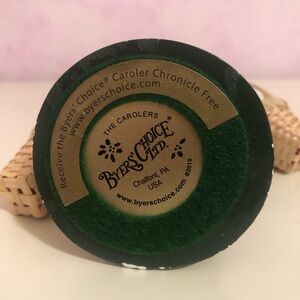 Receive the Byers' Choice® Caroler Chronicle Free
www.byerschoice.com
THE CAROLERS
BYERS' CHOICE
LTD.
Chalfont, PA
USA
www.byerschoice.com
©2010